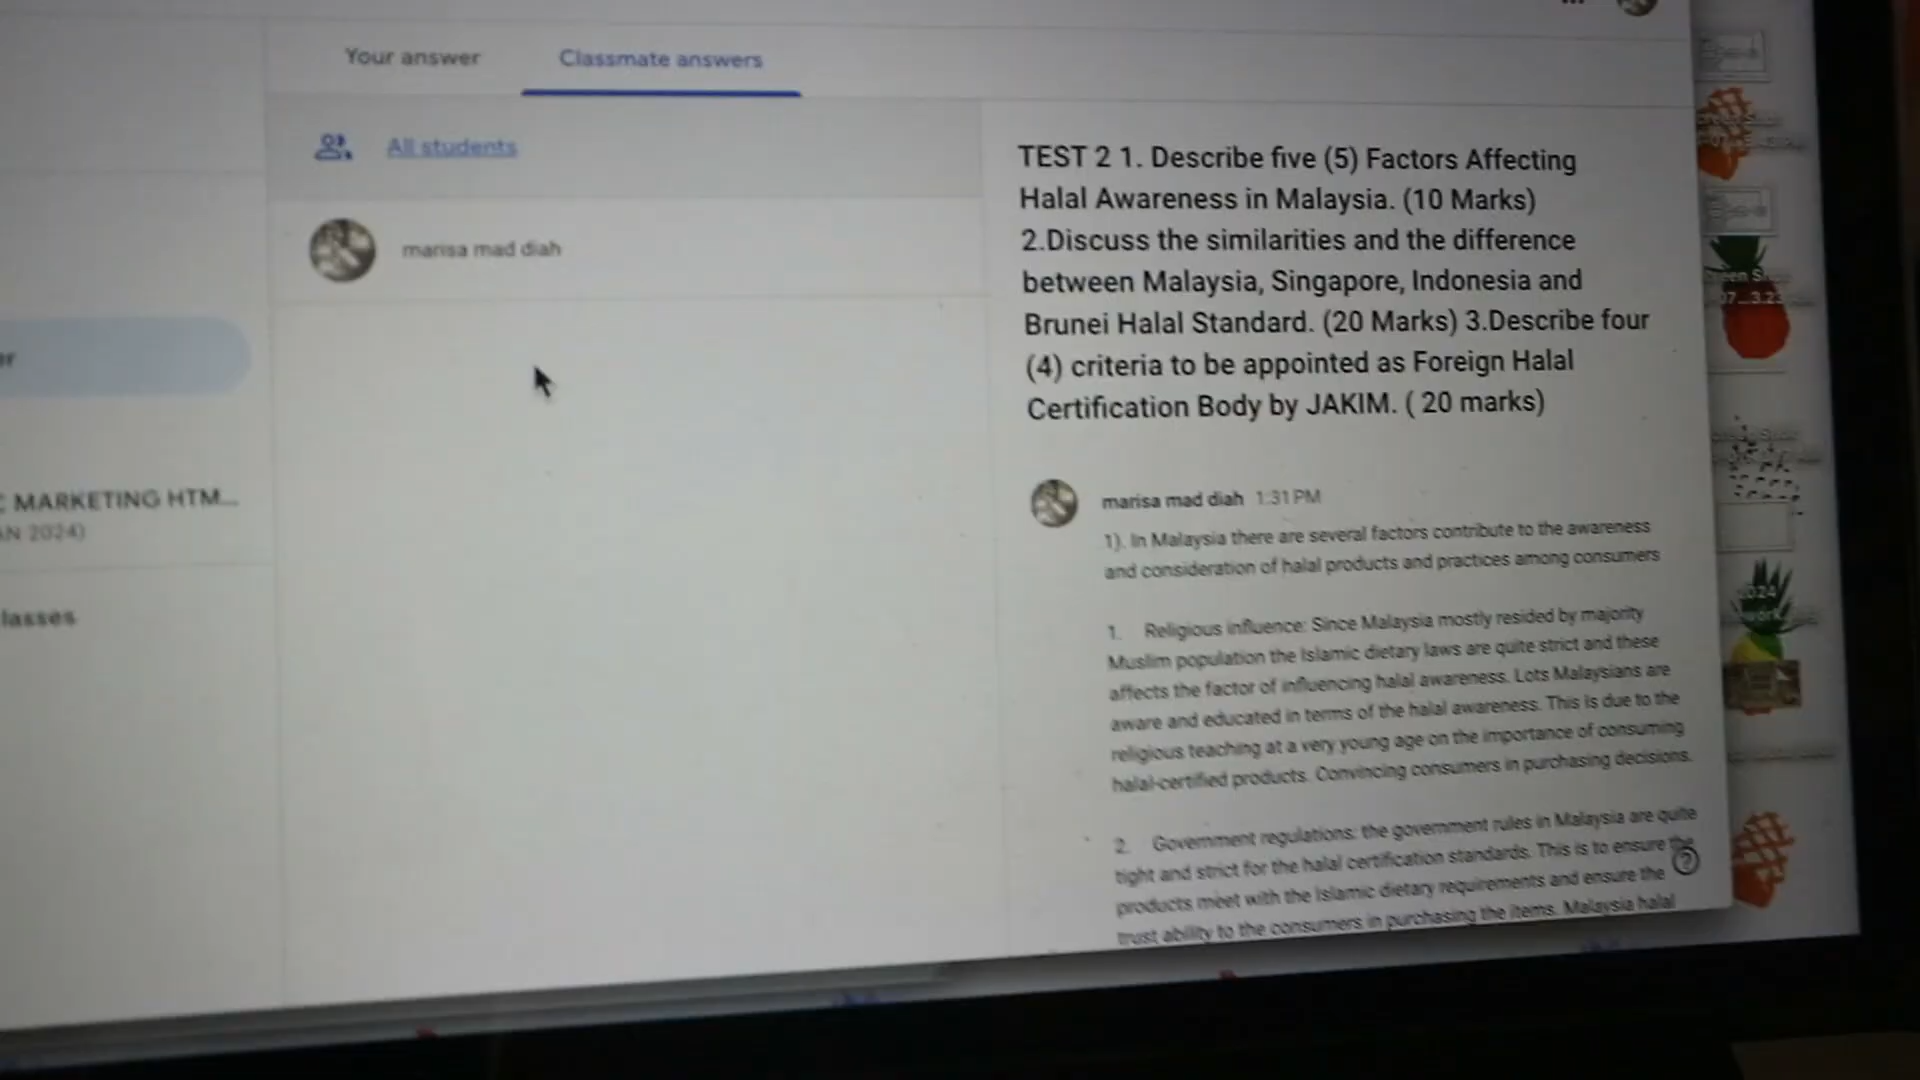 Your answer
Classmate answers
All students
marisa mad diah
MARKETING HTM...
AN 2024)
lasses
TEST 2 1. Describe five (5) Factors Affecting
Halal Awareness in Malaysia. (10 Marks)
2.Discuss the similarities and the difference
between Malaysia, Singapore, Indonesia and
Brunei Halal Standard. (20 Marks) 3.Describe four
(4) criteria to be appointed as Foreign Halal
Certification Body by JAKIM. ( 20 marks)
marisa mad diah 1:31 PM
1). In Malaysia there are several factors contribute to the awareness
and consideration of halal products and practices among consumers
1. Religious influence: Since Malaysia mostly resided by majority
Muslim population the Islamic dietary laws are quite strict and these
affects the factor of influencing halal awareness. Lots Malaysians are
aware and educated in terms of the halal awareness. This is due to the
religious teaching at a very young age on the importance of consuming
halal-certified products. Convincing consumers in purchasing decisions.
2. Government regulations: the government rules in Malaysia are quite
tight and strict for the halal certification standards. This is to ensure the
products meet with the Islamic dietary requirements and ensure the
trust ability to the consumers in purchasing the items. Malaysia halal
2024